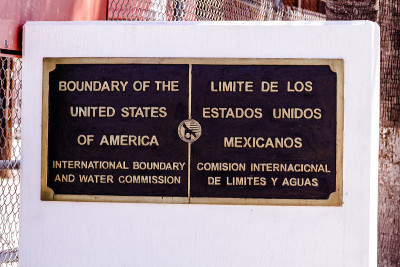 BOUNDARY OF THE
UNITED STATES
OF AMERICA
INTERNATIONAL BOUNDARY
AND WATER COMMISSION
LIMITE DE LOS
ESTADOS UNIDOS
MEXICANOS
COMISION INTERNACIONAL
DE LIMITES Y AGUAS